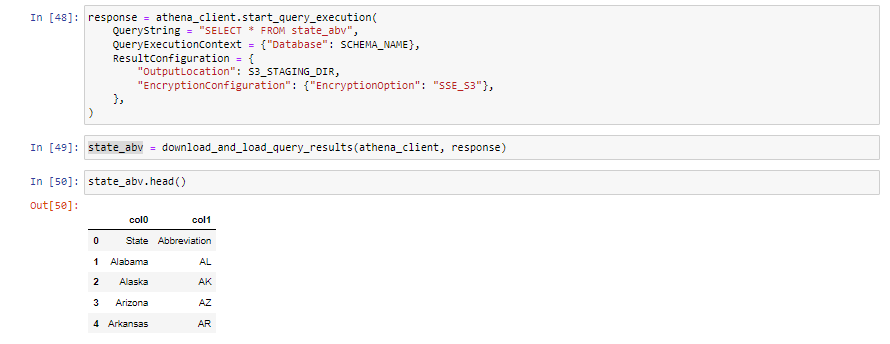 In [48]: response = athena_client.start_query_execution(
QueryString = "SELECT * FROM state_abv",
QueryExecutionContext = {"Database": SCHEMA_NAME},
ResultConfiguration = {
"OutputLocation": S3_STAGING_DIR,
"EncryptionConfiguration": {"EncryptionOption": "SSE_S3"},
},
)
In [49]: state_abv = download_and_load_query_results(athena_client, response)
In [50]: state_abv.head()
Out[50]:
col0 col1
0 State Abbreviation
1 Alabama AL
2 Alaska AK
3 Arizona AZ
4 Arkansas AR